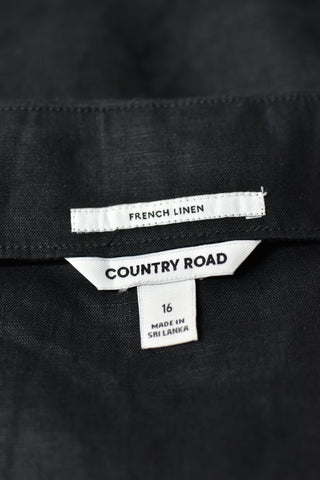 FRENCH LINEN
COUNTRY ROAD
16
MADE IN
SRI LANKA